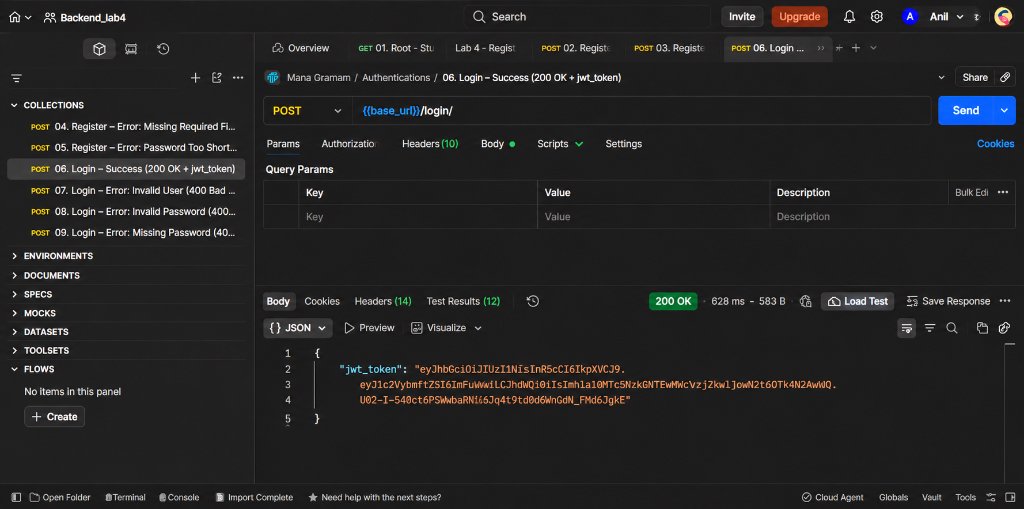 Backend_lab4
Search
Invite
Upgrade
A
Anil
Overview
GET 01. Root - Stu
Lab 4 - Regist
POST 02. Registe
POST 03. Registe
POST 06. Login ...
Mana Gramam / Authentications / 06. Login – Success (200 OK + jwt_token)
Share
POST
{{base_url}}/login/
Send
Params
Authorizatio
Headers (10)
Body
Scripts
Settings
Cookies
Query Params
Key Value Description Bulk Edi
Key Value Description
COLLECTIONS
POST 04. Register – Error: Missing Required Fi...
POST 05. Register – Error: Password Too Short...
POST 06. Login – Success (200 OK + jwt_token)
POST 07. Login – Error: Invalid User (400 Bad ...
POST 08. Login – Error: Invalid Password (400...
POST 09. Login – Error: Missing Password (40...
ENVIRONMENTS
DOCUMENTS
SPECS
MOCKS
DATASETS
TOOLSETS
FLOWS
No items in this panel
+ Create
Body
Cookies
Headers (14)
Test Results (12)
200 OK · 628 ms - 583 B
Load Test
Save Response
{} JSON
Preview
Visualize
1 {
2 "jwt_token": "eyJhbGciOiJIUzI1NisInR5cCI6IkpXVCJ9.
3
4
5 }
Open Folder
Terminal
Console
Import Complete
Need help with the next steps?
Cloud Agent
Globals
Vault
Tools